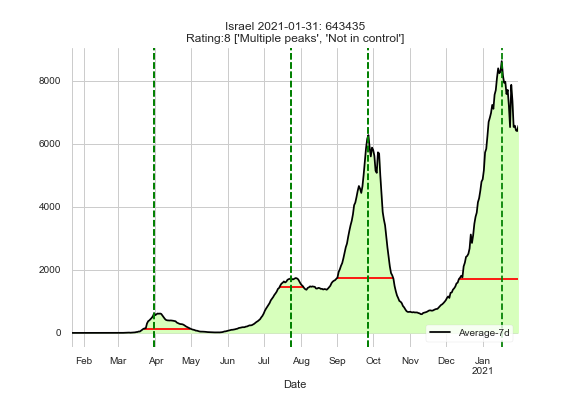 Israel 2021-01-31: 643435
Rating:8 ['Multiple peaks', 'Not in control']
8000
6000
4000
2000
0
Average-7d
Feb Mar Apr May Jun Jul Aug Sep Oct Nov Dec Jan
2021
Date